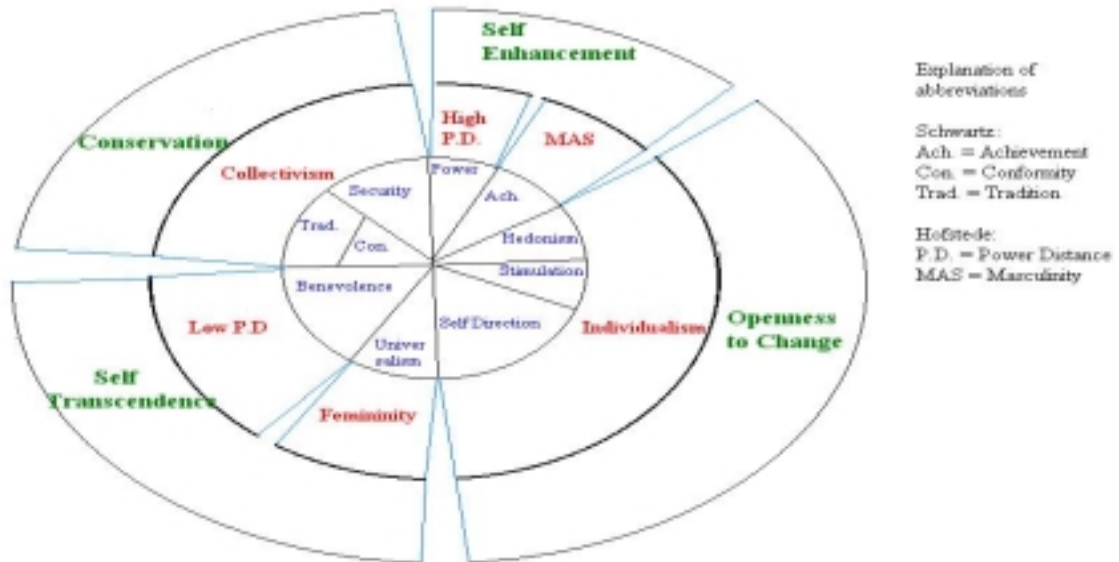 Self
Enhancement
Conservation
High
P.D.
MAS
Collectivism
Power
Security
Ach.
Trad.
Con.
Hedonism
Stimulation
Benevolence
Self Direction
Low P.D
Individualism
Openness
to Change
Univer
salism
Self
Transcendence
Femininity
Explanation of
abbreviations
Schwartz:
Ach. = Achievement
Con. = Conformity
Trad. = Tradition
Hofstede:
P.D. = Power Distance
MAS = Masculinity